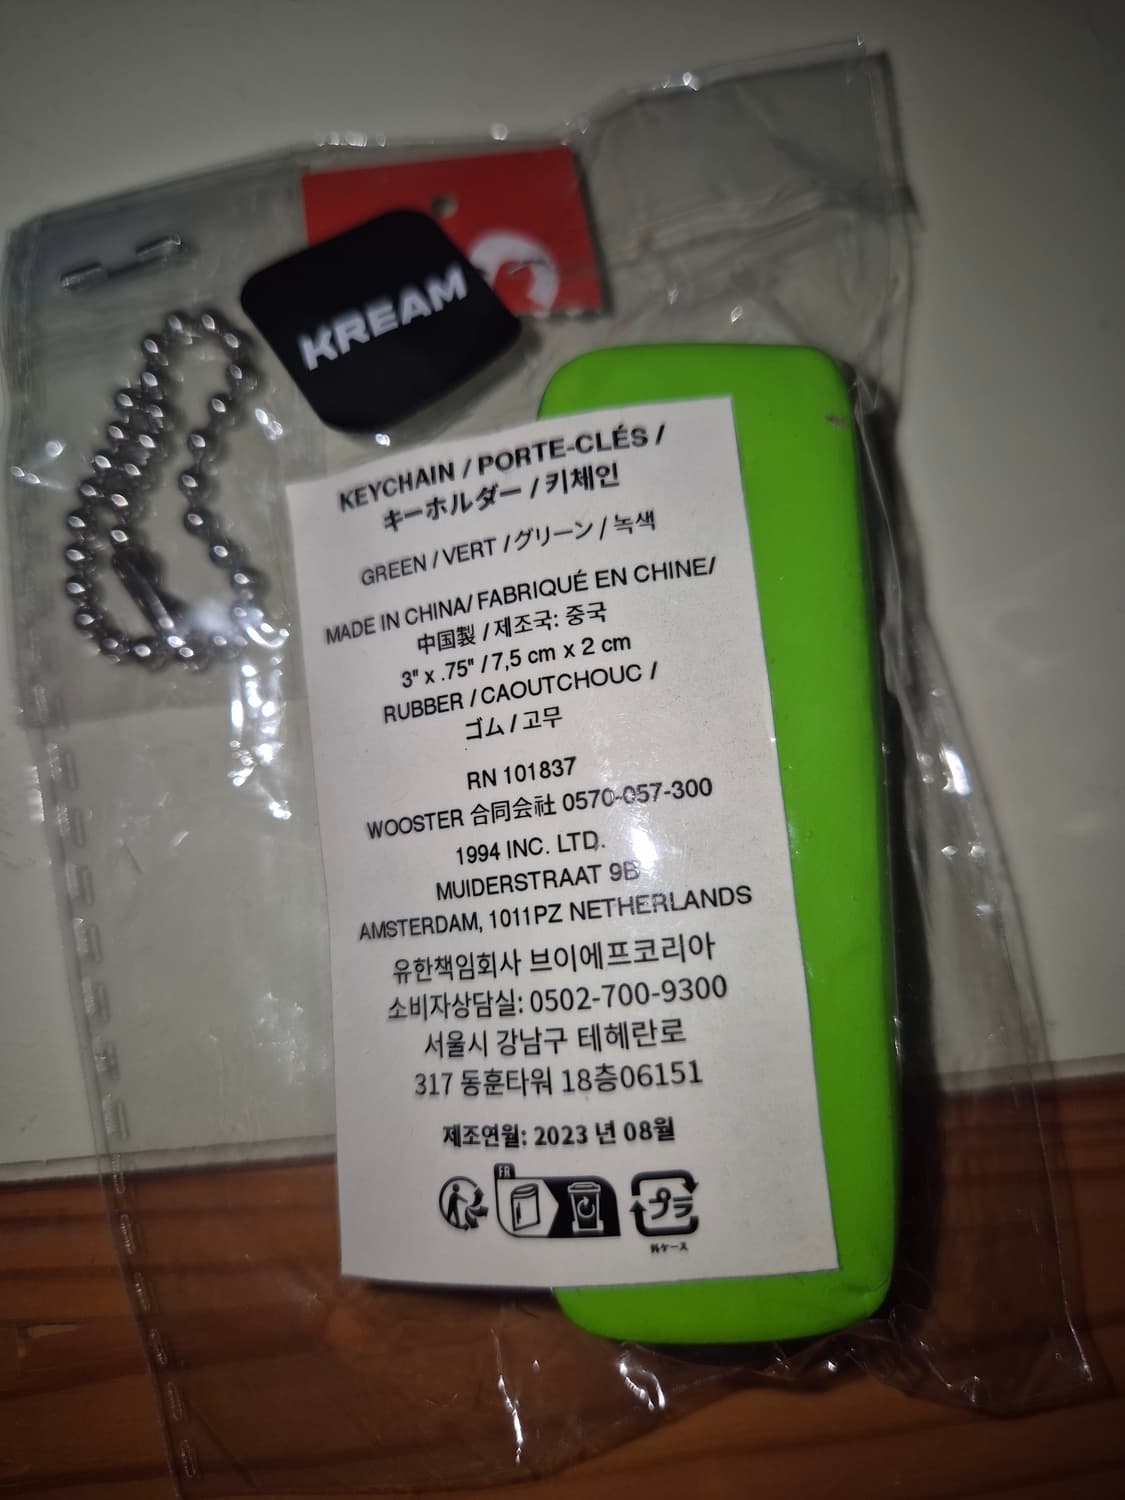 KREAM
KEYCHAIN / PORTE-CLÉS /
キーホルダー / 키체인
GREEN / VERT / グリーン / 녹색
MADE IN CHINA/ FABRIQUÉ EN CHINE/
中国製 / 제조국: 중국
3" x .75" / 7,5 cm x 2 cm
RUBBER / CAOUTCHOUC /
ゴム / 고무
RN 101837
WOOSTER 合同会社 0570-057-300
1994 INC. LTD.
MUIDERSTRAAT 9B
AMSTERDAM, 1011PZ NETHERLANDS
유한책임회사 브이에프코리아
소비자상담실: 0502-700-9300
서울시 강남구 테헤란로
317 동훈타워 18층06151
제조연월: 2023 년 08월
FR
プラ
外ケース